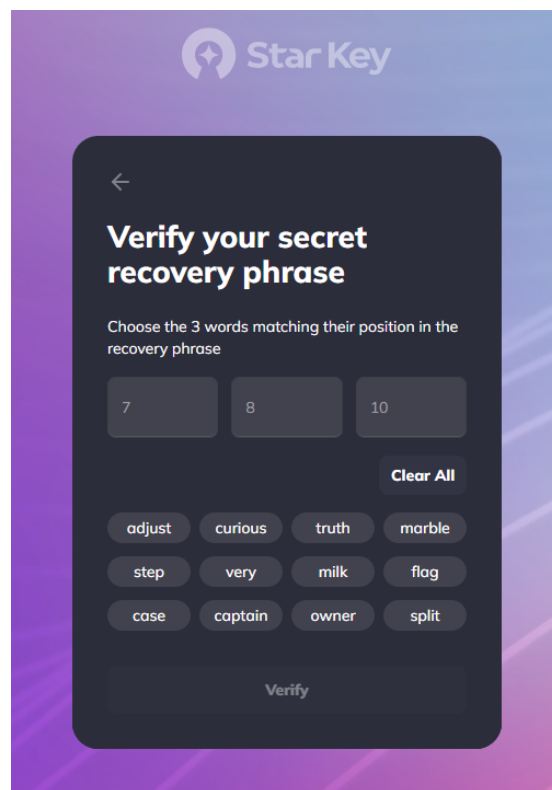 Star Key
Verify your secret
recovery phrase
Choose the 3 words matching their position in the
recovery phrase
7 8 10
Clear All
adjust curious truth marble
step very milk flag
case captain owner split
Verify